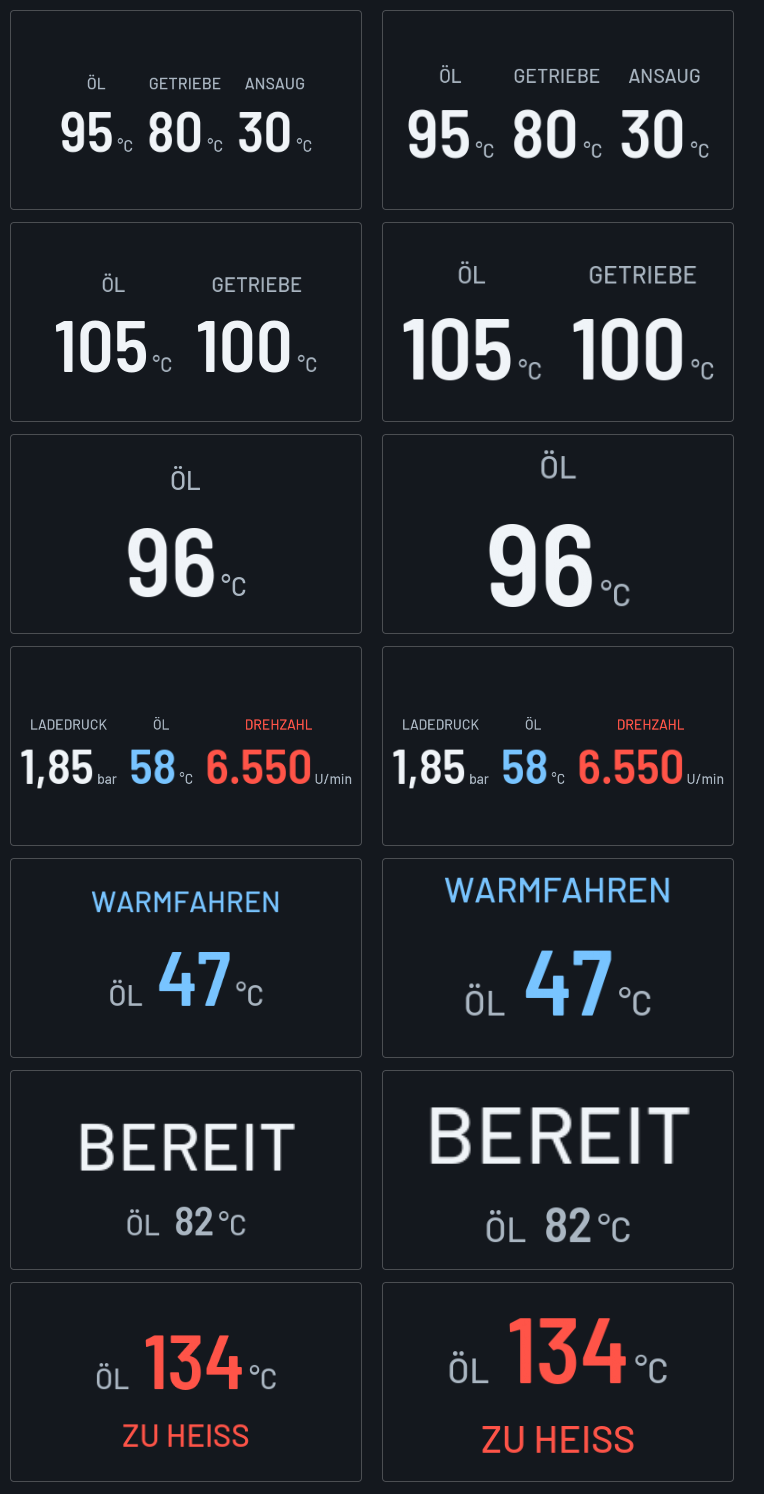 ÖL GETRIEBE ANSAUG
95 °C 80 °C 30 °C
ÖL GETRIEBE ANSAUG
95 °C 80 °C 30 °C
ÖL GETRIEBE
105 °C 100 °C
ÖL GETRIEBE
105 °C 100 °C
ÖL
96 °C
ÖL
96 °C
LADEDRUCK ÖL DREHZAHL
1,85 bar 58 °C 6.550 U/min
LADEDRUCK ÖL DREHZAHL
1,85 bar 58 °C 6.550 U/min
WARMFAHREN
ÖL 47 °C
WARMFAHREN
ÖL 47 °C
BEREIT
ÖL 82 °C
BEREIT
ÖL 82 °C
ÖL 134 °C
ZU HEISS
ÖL 134 °C
ZU HEISS